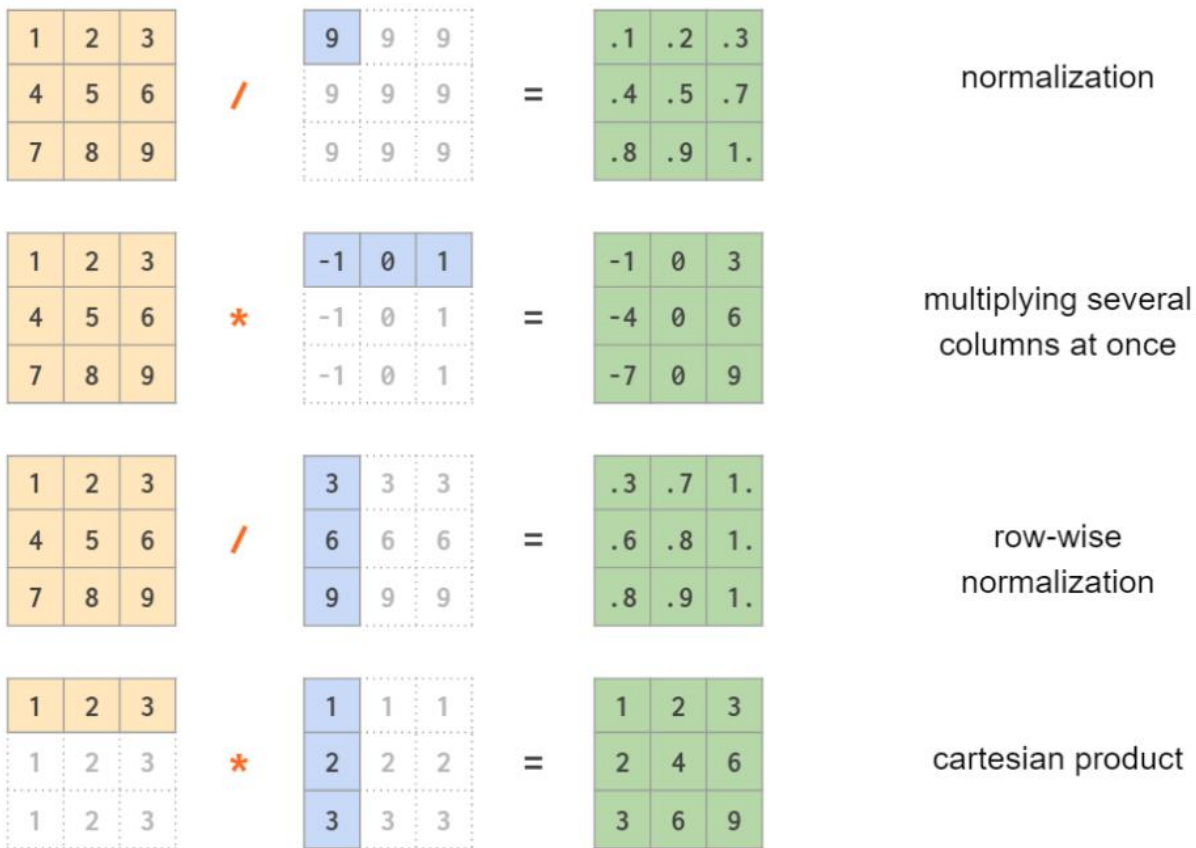 1 2 3 9 9 9 .1 .2 .3
4 5 6 / 9 9 9 = .4 .5 .7 normalization
7 8 9 9 9 9 .8 .9 1.
1 2 3 -1 0 1 -1 0 3
4 5 6 * -1 0 1 = -4 0 6 multiplying several
7 8 9 -1 0 1 -7 0 9 columns at once
1 2 3 3 3 3 .3 .7 1.
4 5 6 / 6 6 6 = .6 .8 1. row-wise
7 8 9 9 9 9 .8 .9 1. normalization
1 2 3 1 1 1 1 2 3
1 2 3 * 2 2 2 = 2 4 6 cartesian product
1 2 3 3 3 3 3 6 9